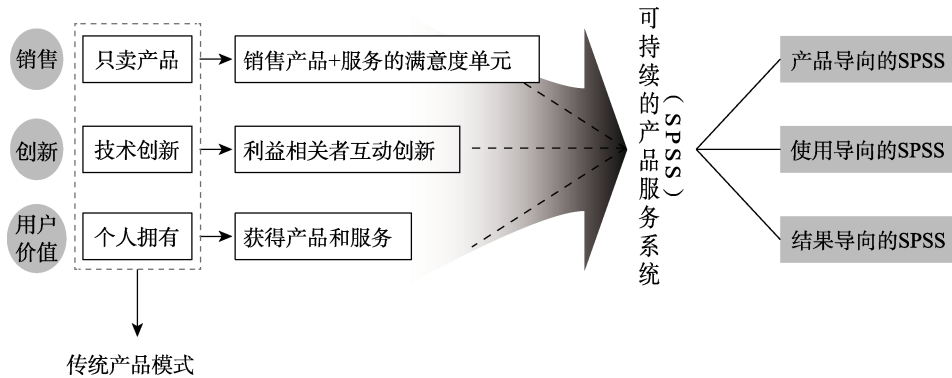 销售
只卖产品
销售产品+服务的满意度单元
创新
技术创新
利益相关者互动创新
用户
价值
个人拥有
获得产品和服务
传统产品模式
可持续的产品服务系统
(SPSS)
产品导向的SPSS
使用导向的SPSS
结果导向的SPSS